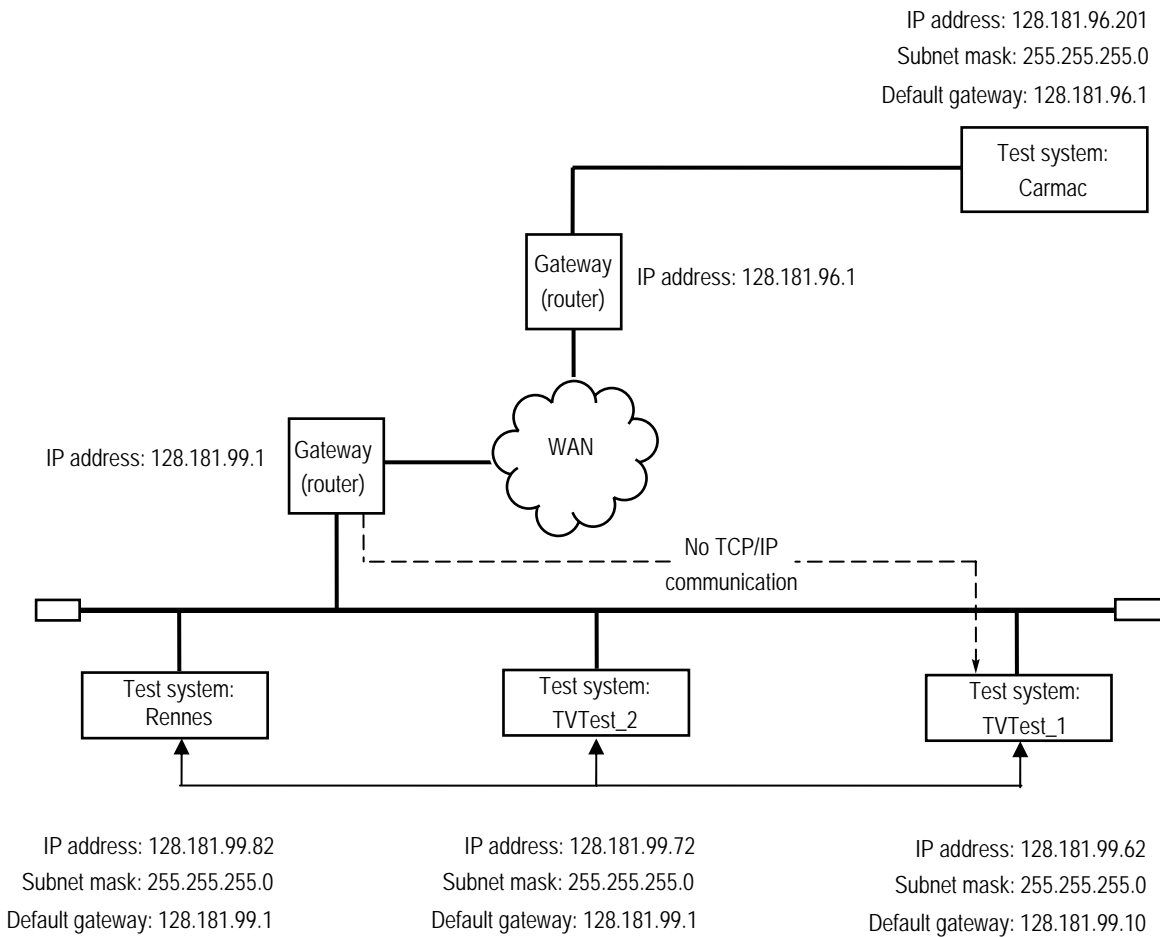 IP address: 128.181.96.201
Subnet mask: 255.255.255.0
Default gateway: 128.181.96.1
Test system:
Carmac
Gateway
(router)
IP address: 128.181.96.1
WAN
IP address: 128.181.99.1
Gateway
(router)
No TCP/IP
communication
Test system:
Rennes
Test system:
TVTest_2
Test system:
TVTest_1
IP address: 128.181.99.82
Subnet mask: 255.255.255.0
Default gateway: 128.181.99.1
IP address: 128.181.99.72
Subnet mask: 255.255.255.0
Default gateway: 128.181.99.1
IP address: 128.181.99.62
Subnet mask: 255.255.255.0
Default gateway: 128.181.99.10